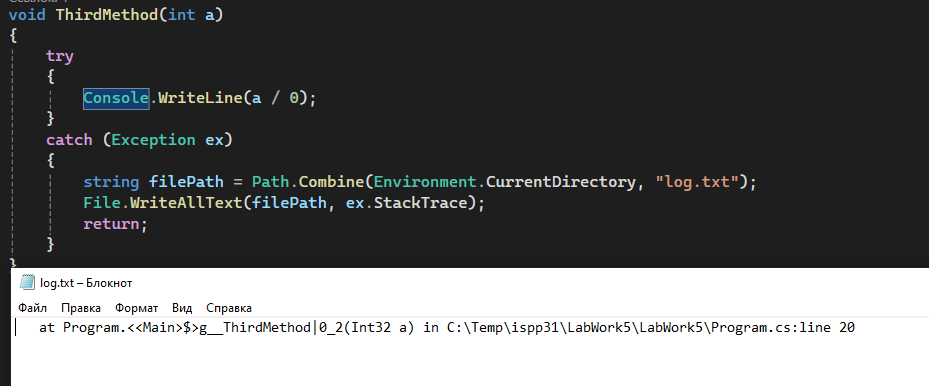 void ThirdMethod(int a)
{
try
{
Console.WriteLine(a / 0);
}
catch (Exception ex)
{
string filePath = Path.Combine(Environment.CurrentDirectory, "log.txt");
File.WriteAllText(filePath, ex.StackTrace);
return;
}
}
log.txt – Блокнот
Файл Правка Формат Вид Справка
at Program.<<Main>$>g__ThirdMethod|0_2(Int32 a) in C:\Temp\ispp31\LabWork5\LabWork5\Program.cs:line 20